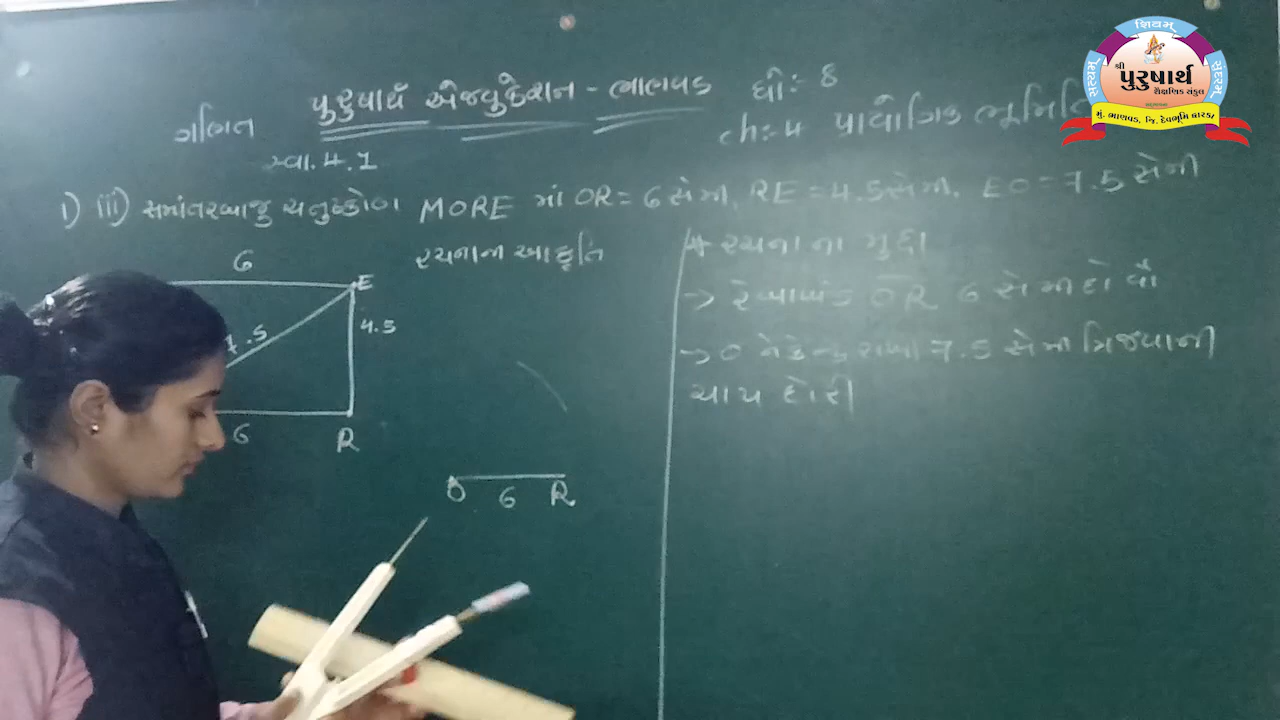 શિવમ્
સત્યમ્
સુંદરમ્
શ્રી
પુરુષાર્થ
શૈક્ષણિક સંકુલ
મું. ભાણવડ, જિ. દેવભૂમિ દ્વારકા
પુરુષાર્થ એજ્યુકેશન - ભાણવડ ધો:- 8
ગણિત ch:- 4 પ્રાયોગિક ભૂમિતિ
સ્વા. 4.1
1) iii) સમાંતરબાજુ ચતુષ્કોણ MORE માં OR = 6 સેમી, RE = 4.5 સેમી, EO = 7.5 સેમી
રચનાની આકૃતિ
* રચનાના મુદ્દા
→ રેખાખંડ OR 6 સેમી દોર્યો
→ O ને કેન્દ્ર રાખી 7.5 સેમી ત્રિજ્યાની
ચાપ દોરી
6
E
7.5
4.5
6
R
O 6 R